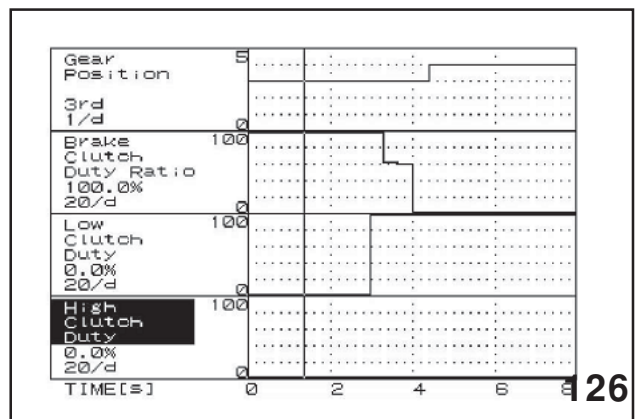 Gear 5
Position
3rd
1/d 0
Brake 100
Clutch
Duty Ratio
100.0%
20/d 0
Low 100
Clutch
Duty
0.0%
20/d 0
High 100
Clutch
Duty
0.0%
20/d 0
TIME[s] 0 2 4 6 8
126